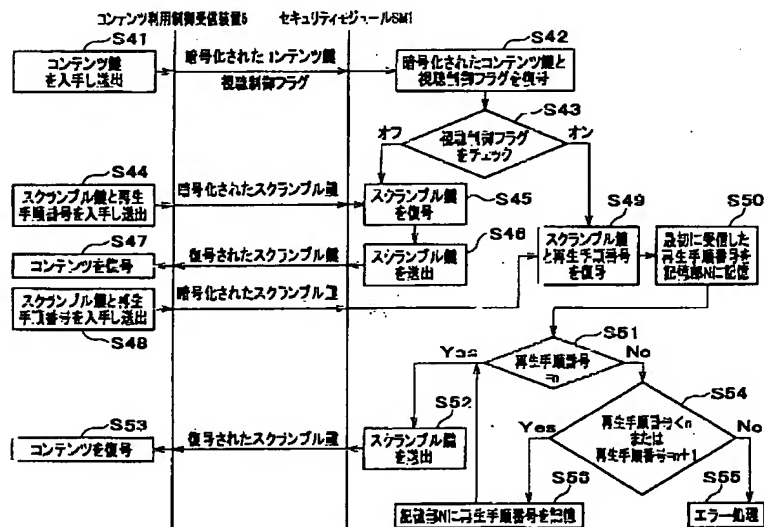 コンテンツ利用制御受信装置5
セキュリティモジュールSM1
S41
コンテンツ鍵
を入手し送出
暗号化されたコンテンツ鍵
視聴制御フラグ
S42
暗号化されたコンテンツ鍵と
視聴制御フラグを復号
S43
視聴制御フラグ
をチェック
オフ
オン
S44
スクランブル鍵と再生
手順番号を入手し送出
暗号化されたスクランブル鍵
スクランブル鍵
を復号
S45
S49
スクランブル鍵
と再生手順番号
を復号
S50
最初に受信した
再生手順番号を
記憶部Nに記憶
S47
コンテンツを復号
復号されたスクランブル鍵
スクランブル鍵
を送出
S46
スクランブル鍵と再生
手順番号を入手し送出
S48
暗号化されたスクランブル鍵
S51
再生手順番号
=n
Yes
No
S52
スクランブル鍵
を送出
S53
コンテンツを復号
復号されたスクランブル鍵
S54
再生手順番号<n
または
再生手順番号=n+1
Yes
No
記憶部Nに再生手順番号を記憶
S55
エラー処理